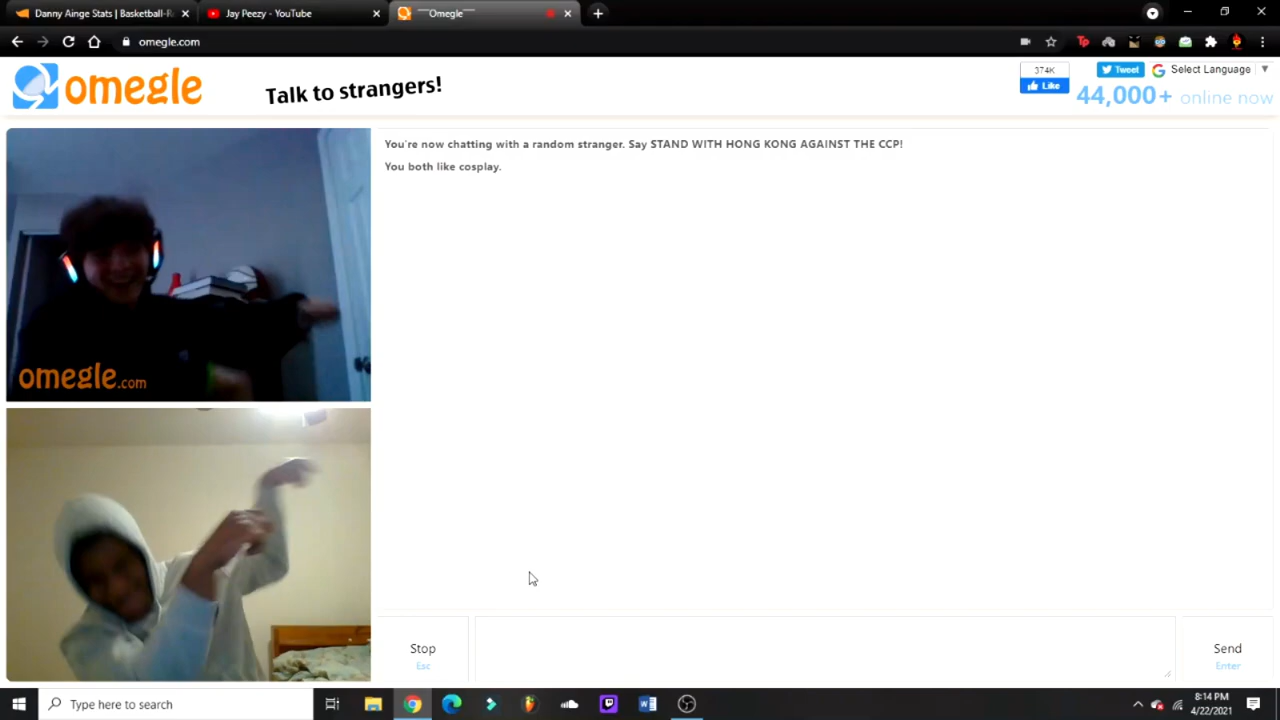 Danny Ainge Stats | Basketball-R
Jay Peezy - YouTube
Omegle
omegle.com
omegle
Talk to strangers!
374K
Like
Tweet
Select Language
44,000+ online now
You're now chatting with a random stranger. Say STAND WITH HONG KONG AGAINST THE CCP!
You both like cosplay.
omegle.com
Stop
Esc
Send
Enter
Type here to search
8:14 PM
4/22/2021